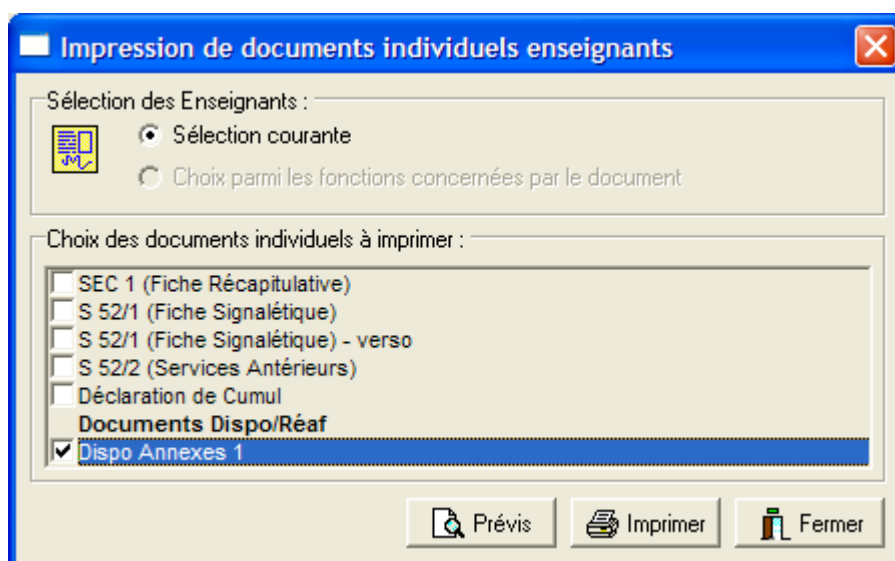 Impression de documents individuels enseignants
Sélection des Enseignants :
Sélection courante
Choix parmi les fonctions concernées par le document
Choix des documents individuels à imprimer :
SEC 1 (Fiche Récapitulative)
S 52/1 (Fiche Signalétique)
S 52/1 (Fiche Signalétique) - verso
S 52/2 (Services Antérieurs)
Déclaration de Cumul
Documents Dispo/Réaf
Dispo Annexes 1
Prévis Imprimer Fermer